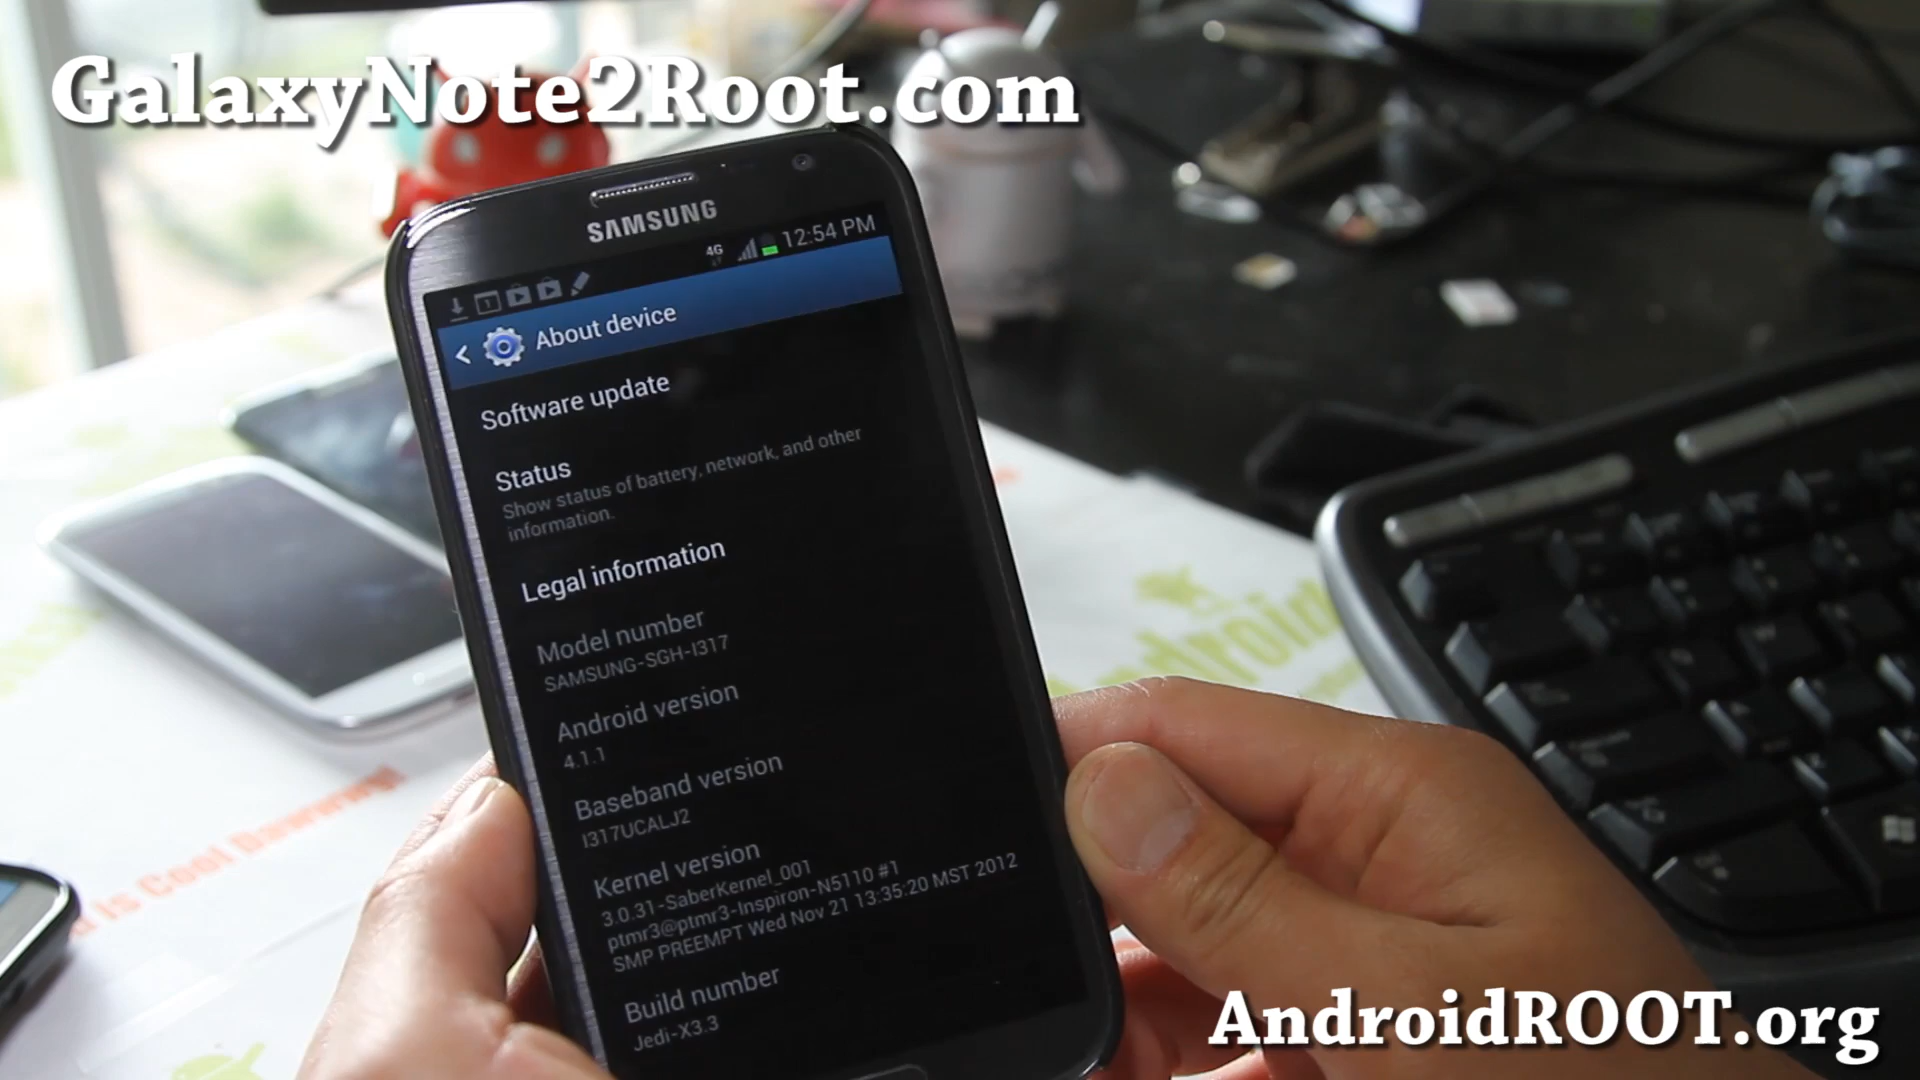 GalaxyNote2Root.com
SAMSUNG
4G 12:54 PM
1
About device
Software update
Status
Show status of battery, network, and other
information.
Legal information
Model number
SAMSUNG-SGH-I317
Android version
4.1.1
Baseband version
I317UCALJ2
Kernel version
3.0.31-SaberKernel_001
ptmr3@ptmr3-Inspiron-N5110 #1
SMP PREEMPT Wed Nov 21 13:35:20 MST 2012
Build number
Jedi-X3.3
is Cool
AndroidROOT.org